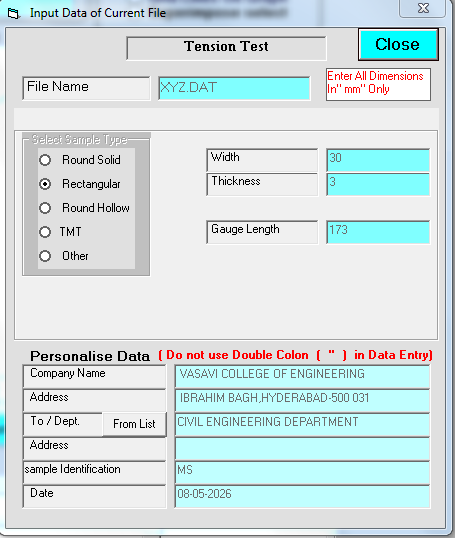 Input Data of Current File
Tension Test
Close
File Name
XYZ.DAT
Enter All Dimensions
In" mm" Only
Select Sample Type
Round Solid
Rectangular
Round Hollow
TMT
Other
Width
30
Thickness
3
Gauge Length
173
Personalise Data
( Do not use Double Colon ( " ) in Data Entry)
Company Name
VASAVI COLLEGE OF ENGINEERING
Address
IBRAHIM BAGH,HYDERABAD-500 031
To / Dept.
From List
CIVIL ENGINEERING DEPARTMENT
Address
sample Identification
MS
Date
08-05-2026